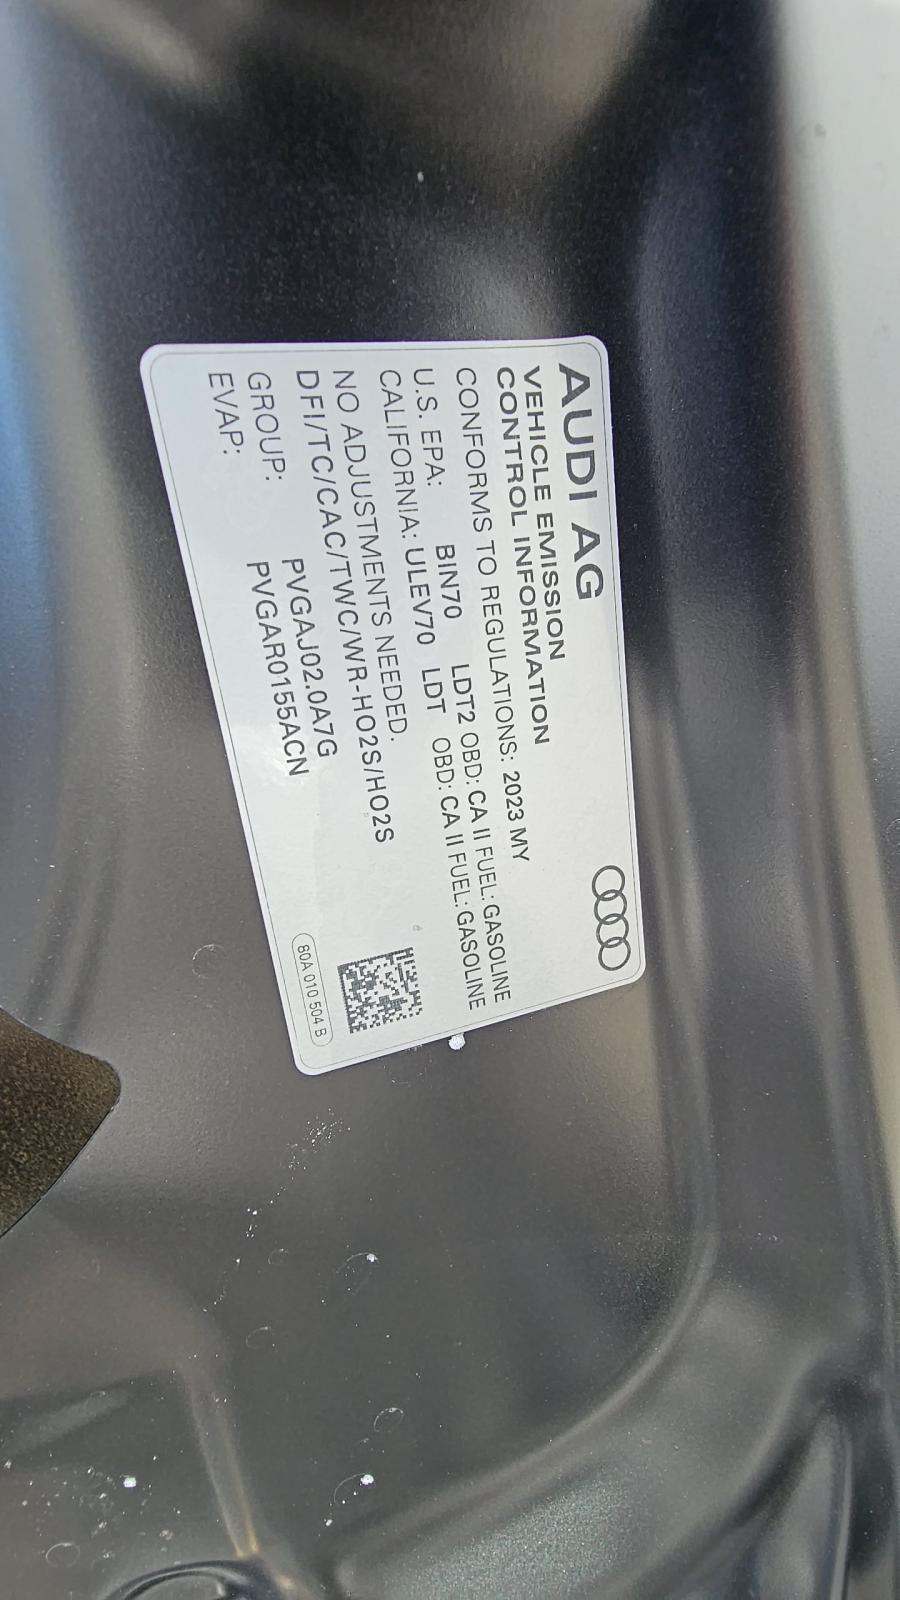 AUDI AG
VEHICLE EMISSION
CONTROL INFORMATION
CONFORMS TO REGULATIONS: 2023 MY
U.S. EPA: BIN70 LDT2 OBD: CA II FUEL: GASOLINE
CALIFORNIA: ULEV70 LDT OBD: CA II FUEL: GASOLINE
NO ADJUSTMENTS NEEDED.
DFI/TC/CAC/TWC/WR-HO2S/HO2S
GROUP: PVGAJ02.0A7G
EVAP: PVGAR0155ACN
80A 010 504 B